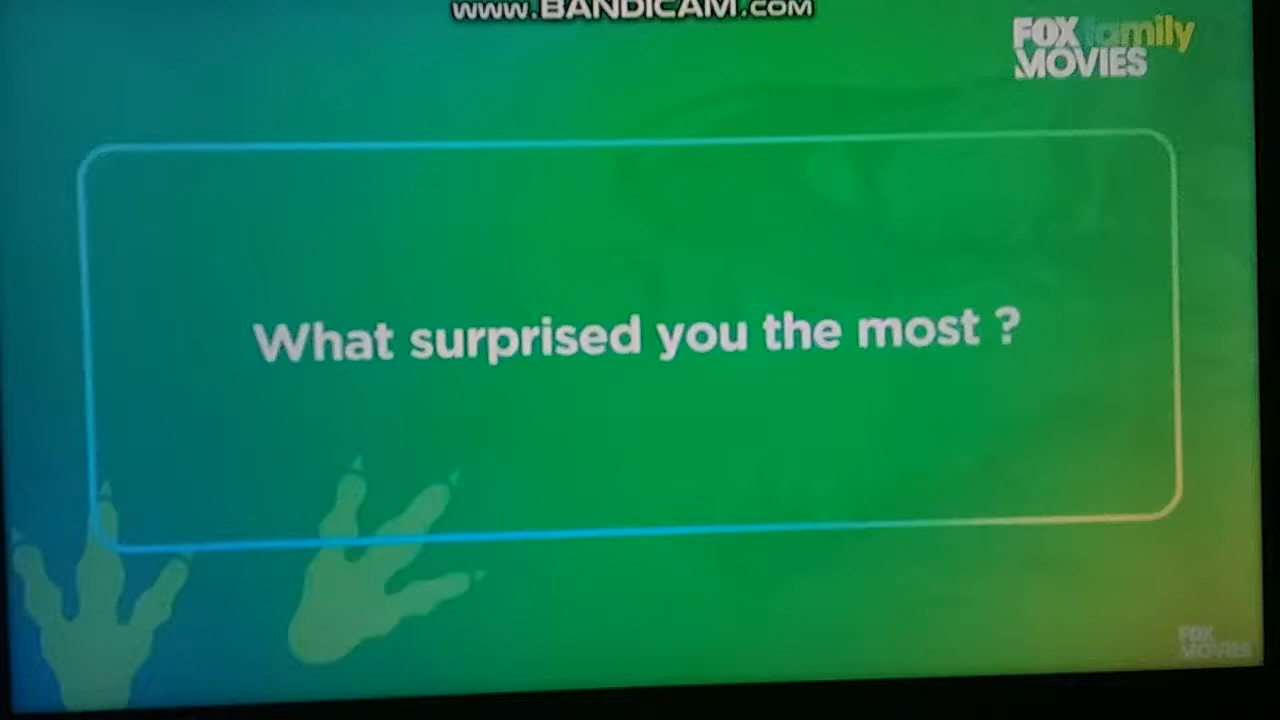 www.BANDICAM.COM
FOX family
MOVIES
What surprised you the most ?
FOX
MOVIES